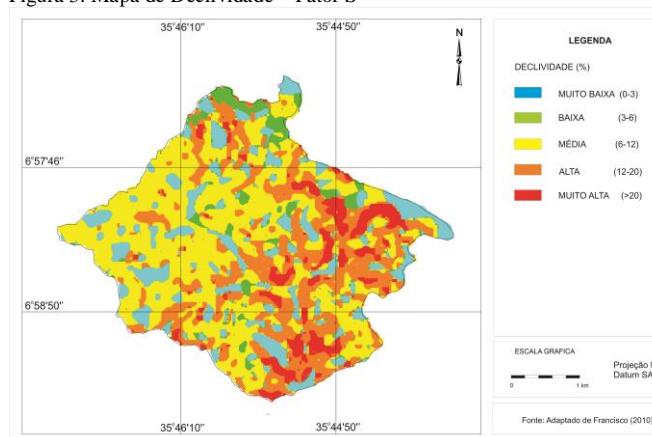 Figura 3. Mapa de Declividade – Fator S
35°46'10" 35°44'50"
N
6°57'46"
6°58'50"
35°46'10" 35°44'50"
LEGENDA
DECLIVIDADE (%)
MUITO BAIXA (0-3)
BAIXA (3-6)
MÉDIA (6-12)
ALTA (12-20)
MUITO ALTA (>20)
ESCALA GRAFICA
0 1 km
Projeção
Datum SA
Fonte: Adaptado de Francisco (2010)